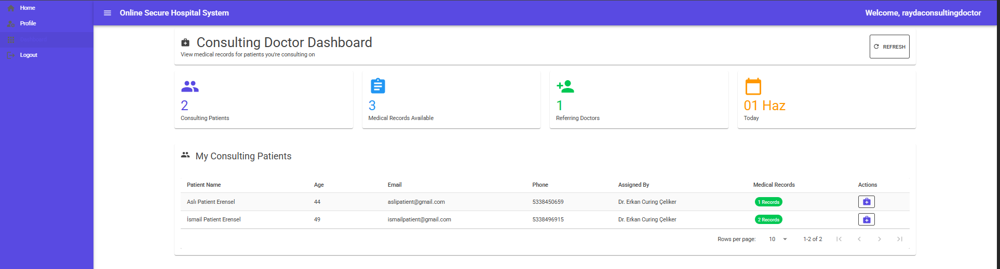 Home
Profile
Dashboard
Logout
Online Secure Hospital System
Welcome, raydaconsultingdoctor
Consulting Doctor Dashboard
View medical records for patients you're consulting on
REFRESH
2
Consulting Patients
3
Medical Records Available
1
Referring Doctors
01 Haz
Today
My Consulting Patients
Patient Name Age Email Phone Assigned By Medical Records Actions
Aslı Patient Erensel 44 aslipatient@gmail.com 5338450659 Dr. Erkan Curing Çeliker 1 Records
İsmail Patient Erensel 49 ismailpatient@gmail.com 5338496915 Dr. Erkan Curing Çeliker 2 Records
Rows per page: 10 1-2 of 2